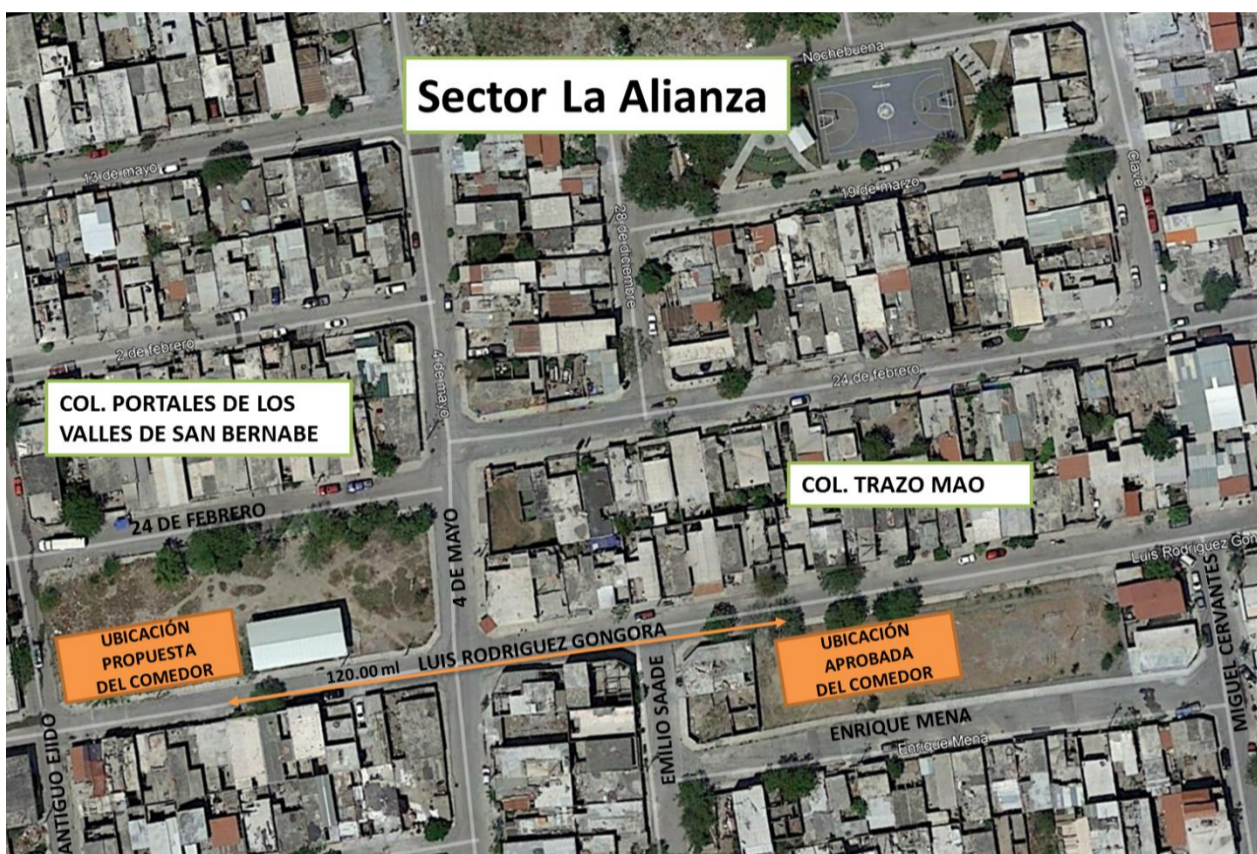 Nochebuena
Sector La Alianza
13 de mayo
Clave
19 de marzo
28 de diciembre
2 de febrero
4 de mayo
24 de febrero
COL. PORTALES DE LOS
VALLES DE SAN BERNABE
COL. TRAZO MAO
24 DE FEBRERO
4 DE MAYO
Luis Rodríguez Gon
MIGUEL CERVANTES
UBICACIÓN
PROPUESTA
DEL COMEDOR
120.00 ml
LUIS RODRIGUEZ GONGORA
UBICACIÓN
APROBADA
DEL COMEDOR
EMILIO SAADE
ENRIQUE MENA
Enrique Mena
ANTIGUO EJIDO